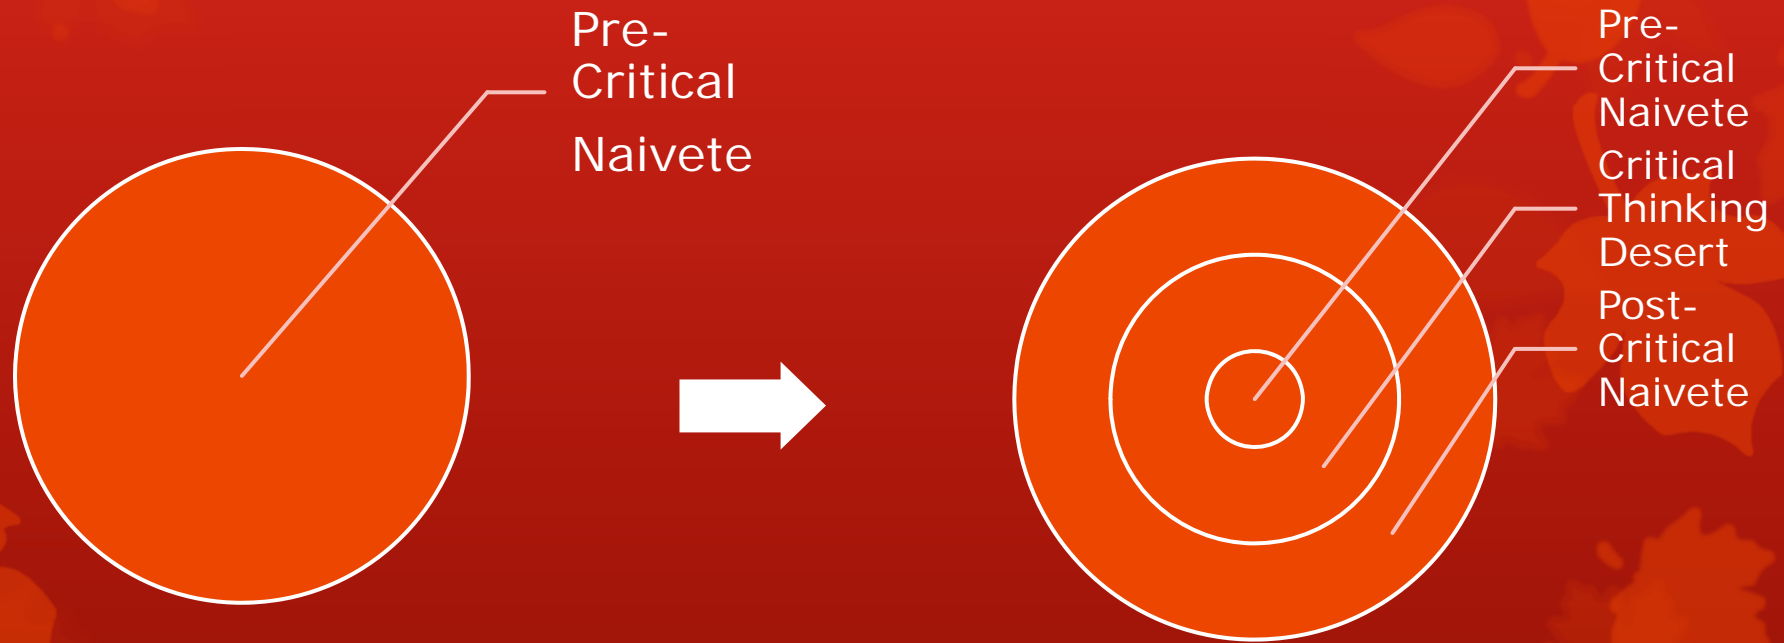 Pre-
Critical
Naivete
Pre-
Critical
Naivete
Critical
Thinking
Desert
Post-
Critical
Naivete